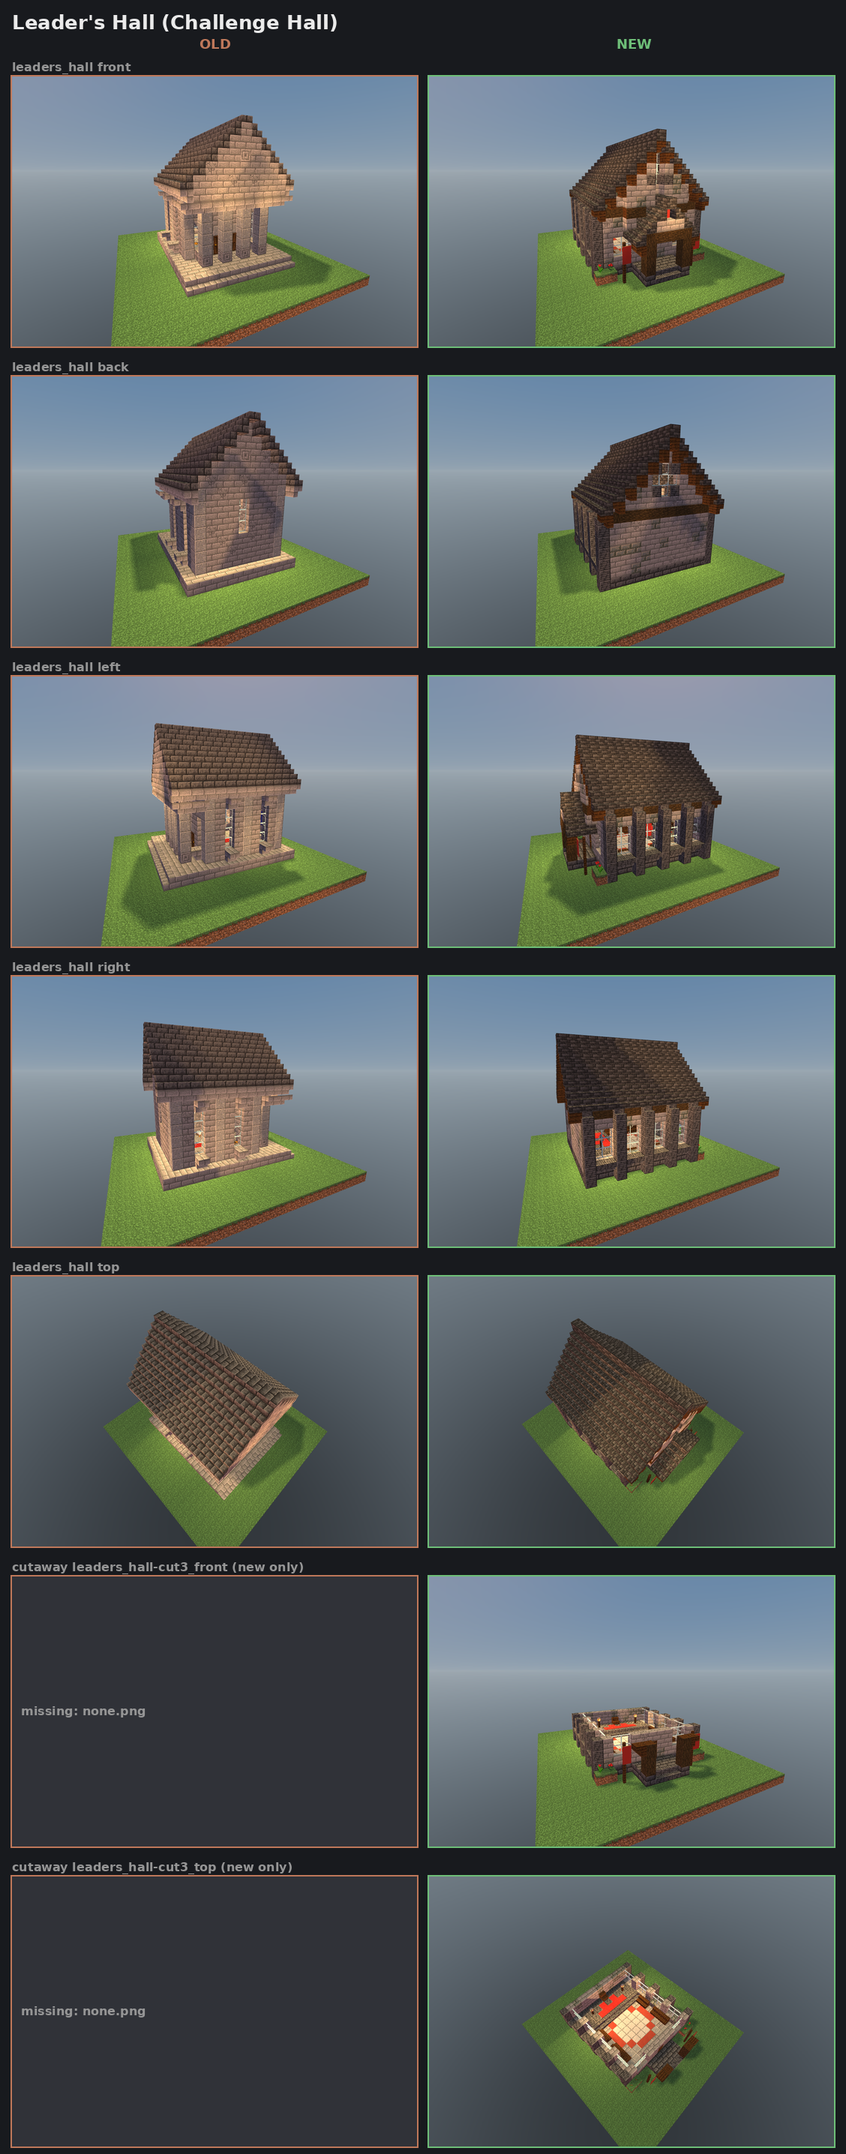 Leader's Hall (Challenge Hall)
OLD
NEW
leaders_hall front
leaders_hall back
leaders_hall left
leaders_hall right
leaders_hall top
cutaway leaders_hall-cut3_front (new only)
missing: none.png
cutaway leaders_hall-cut3_top (new only)
missing: none.png